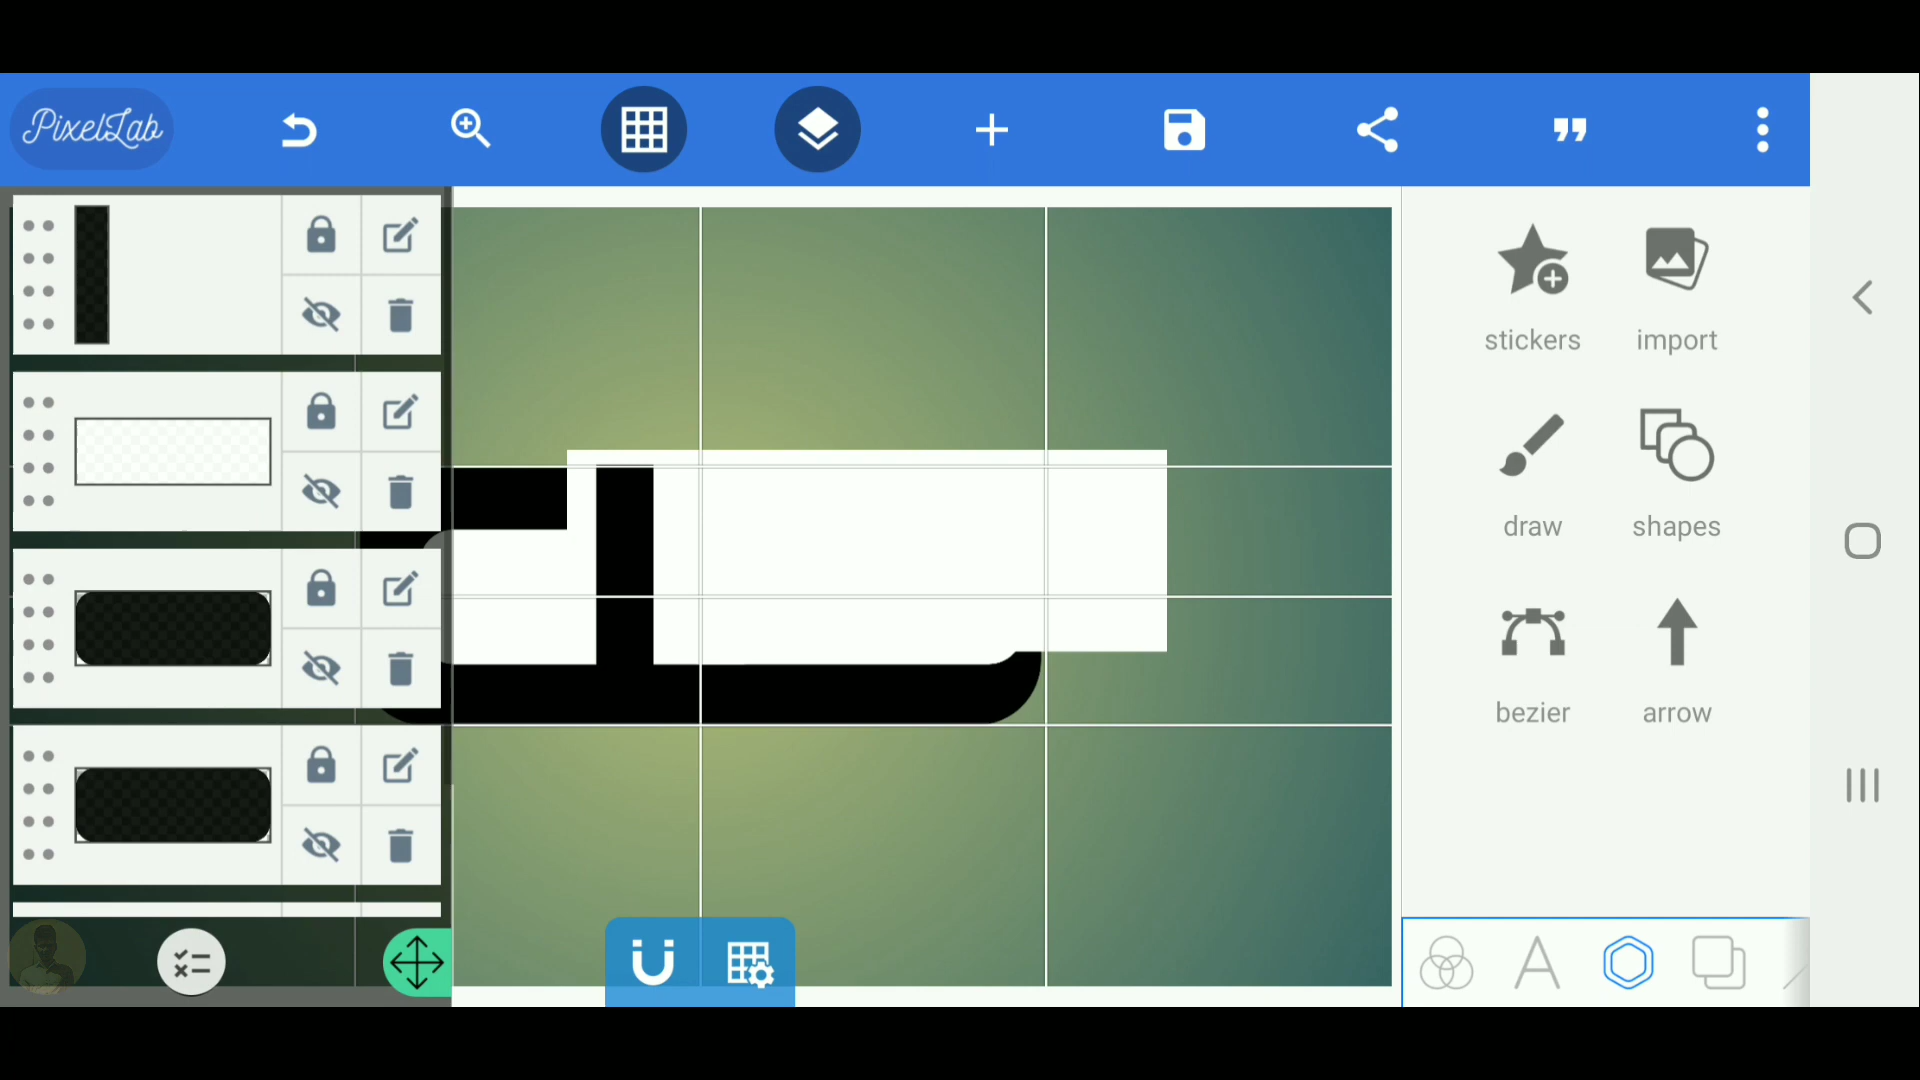 PixelLab
stickers
import
draw
shapes
bezier
arrow